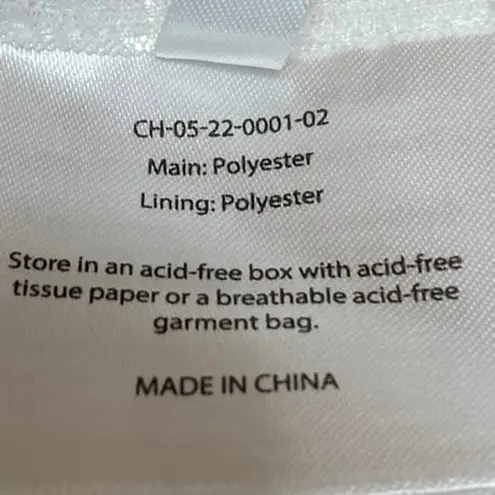 CH-05-22-0001-02
Main: Polyester
Lining: Polyester
Store in an acid-free box with acid-free
tissue paper or a breathable acid-free
garment bag.
MADE IN CHINA